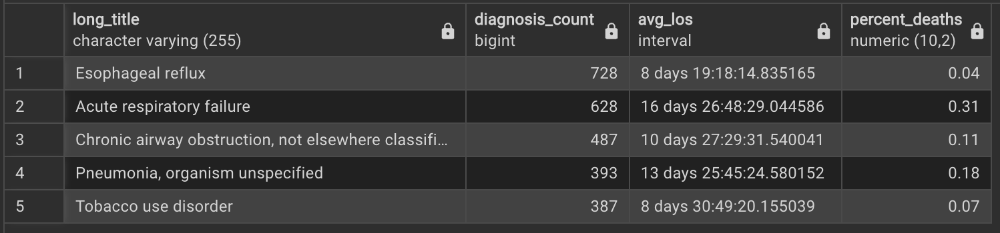 long_title diagnosis_count avg_los percent_deaths
character varying (255) bigint interval numeric (10,2)
1 Esophageal reflux 728 8 days 19:18:14.835165 0.04
2 Acute respiratory failure 628 16 days 26:48:29.044586 0.31
3 Chronic airway obstruction, not elsewhere classifi... 487 10 days 27:29:31.540041 0.11
4 Pneumonia, organism unspecified 393 13 days 25:45:24.580152 0.18
5 Tobacco use disorder 387 8 days 30:49:20.155039 0.07